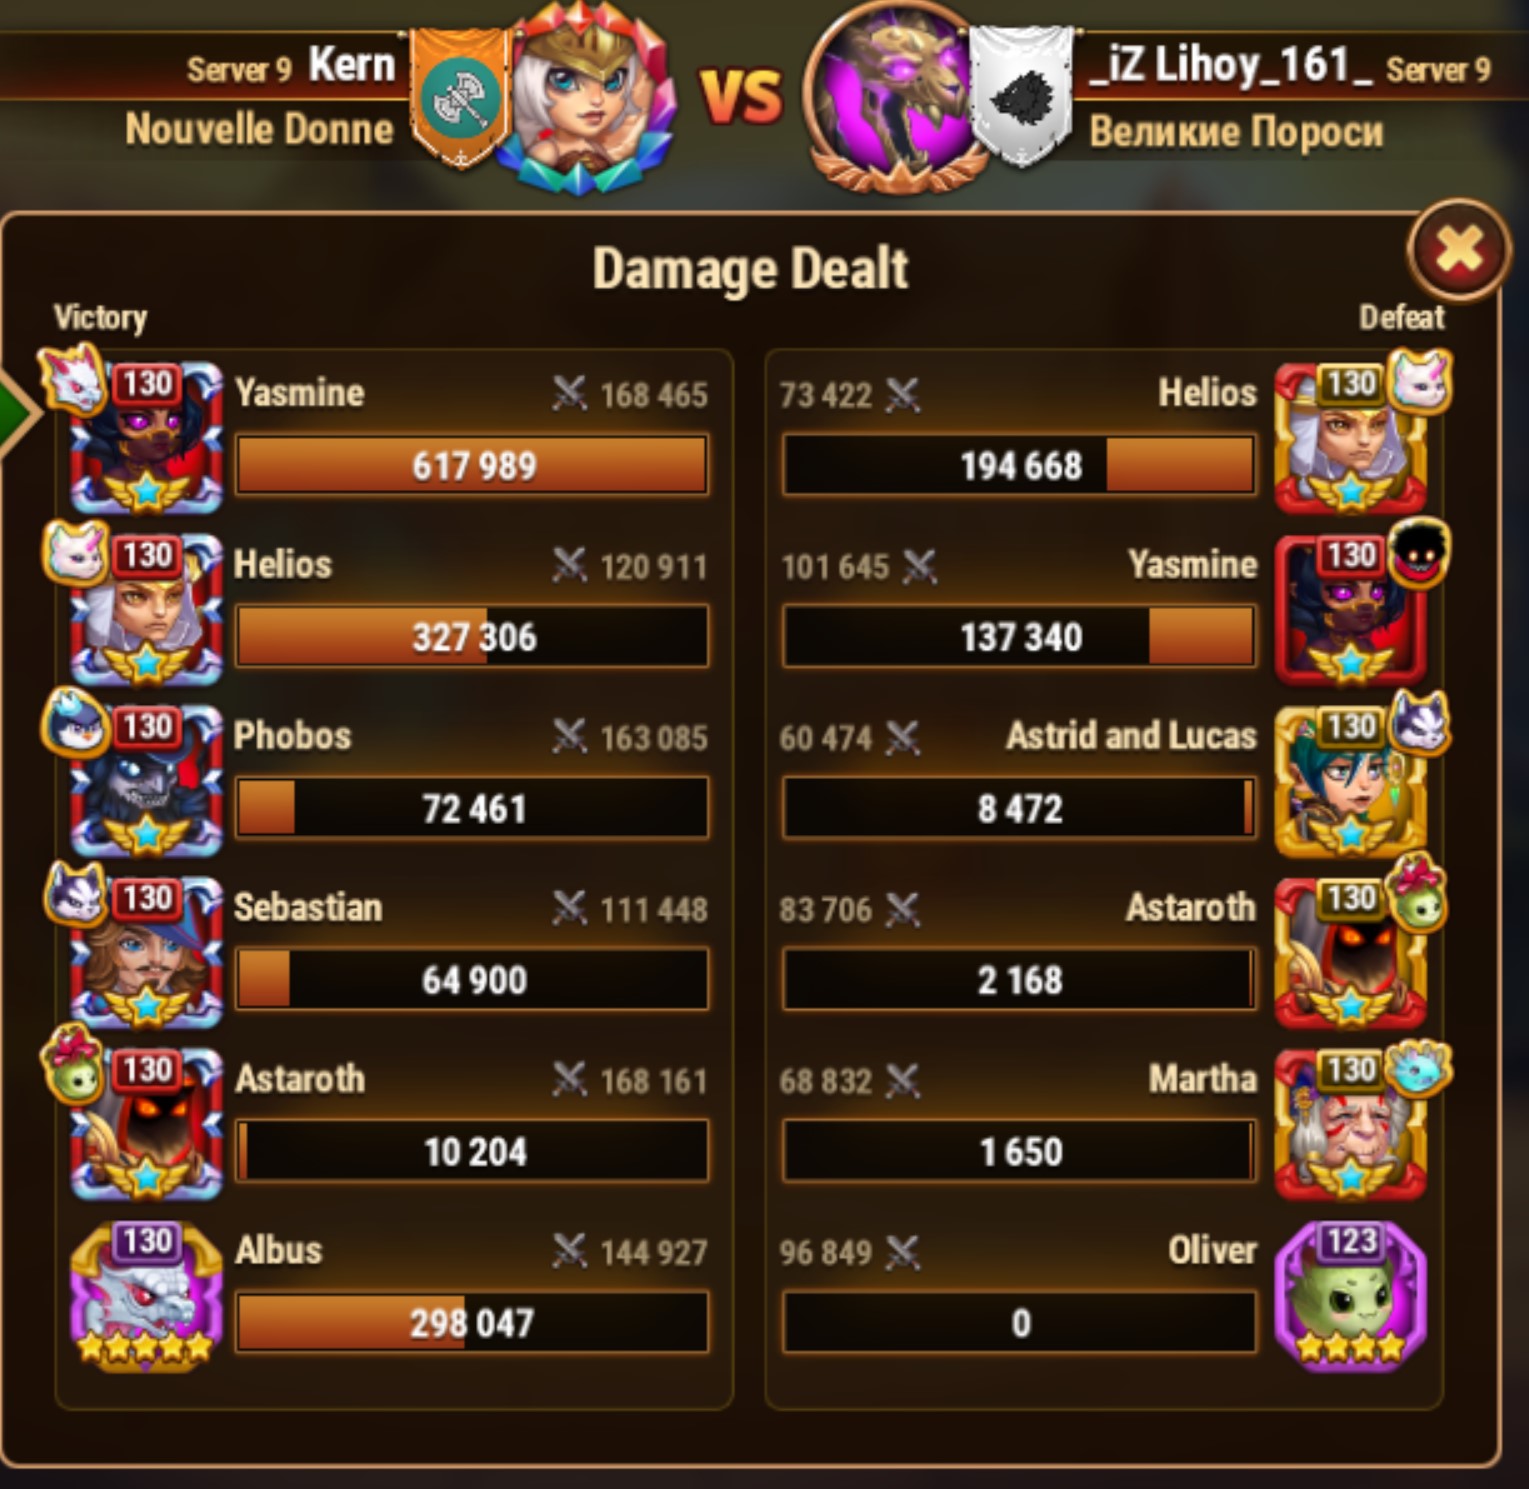 Server 9 Kern
Nouvelle Donne
VS
_iZ Lihoy_161_ Server 9
Великие Пороси
Damage Dealt
Victory
Defeat
130 Yasmine 168 465
617 989
73 422 Helios 130
194 668
130 Helios 120 911
327 306
101 645 Yasmine 130
137 340
130 Phobos 163 085
72 461
60 474 Astrid and Lucas 130
8 472
130 Sebastian 111 448
64 900
83 706 Astaroth 130
2 168
130 Astaroth 168 161
10 204
68 832 Martha 130
1 650
130 Albus 144 927
298 047
96 849 Oliver 123
0